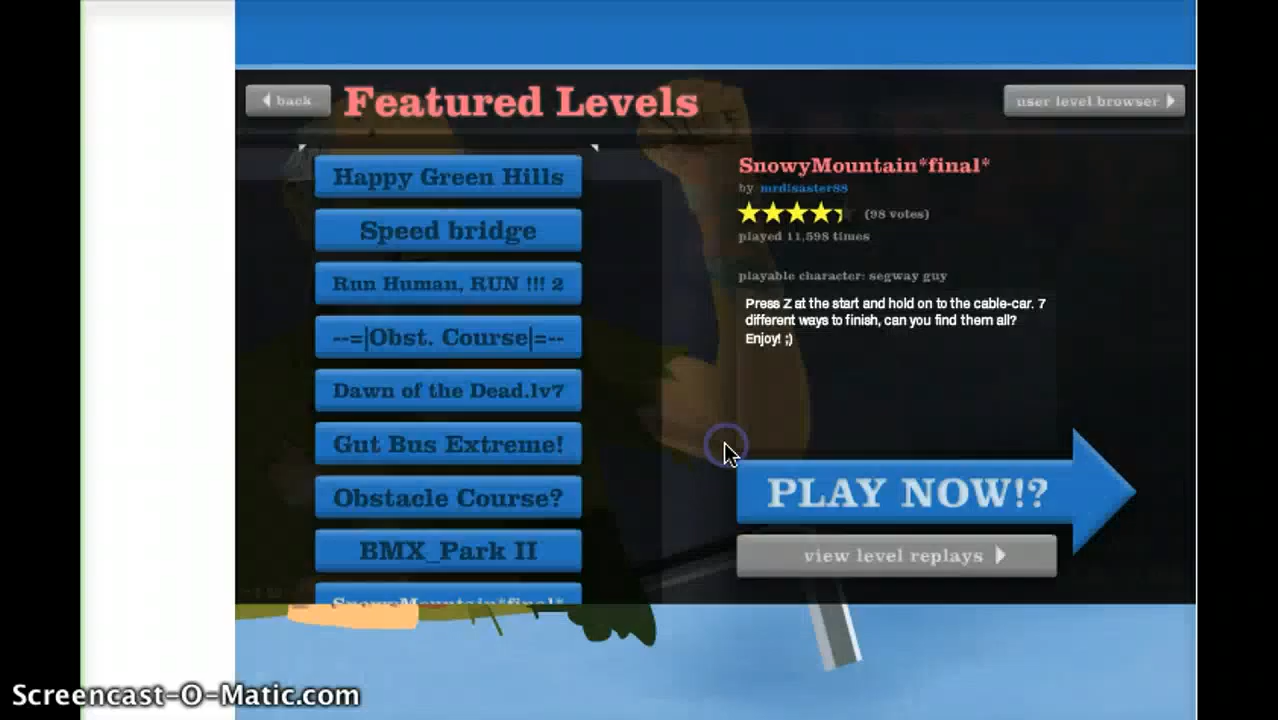 back
Featured Levels
user level browser
Happy Green Hills
Speed bridge
Run Human, RUN !!! 2
--=|Obst. Course|=--
Dawn of the Dead.lv7
Gut Bus Extreme!
Obstacle Course?
BMX_Park II
SnowyMountain*final*
SnowyMountain*final*
by mrdisaster88
(98 votes)
played 11,598 times
playable character: segway guy
Press Z at the start and hold on to the cable-car. 7
different ways to finish, can you find them all?
Enjoy! ;)
PLAY NOW!?
view level replays
Screencast-O-Matic.com